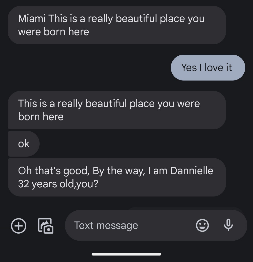 Miami This is a really beautiful place you
were born here
Yes I love it
This is a really beautiful place you were
born here
ok
Oh that's good, By the way, I am Dannielle
32 years old,you?
Text message